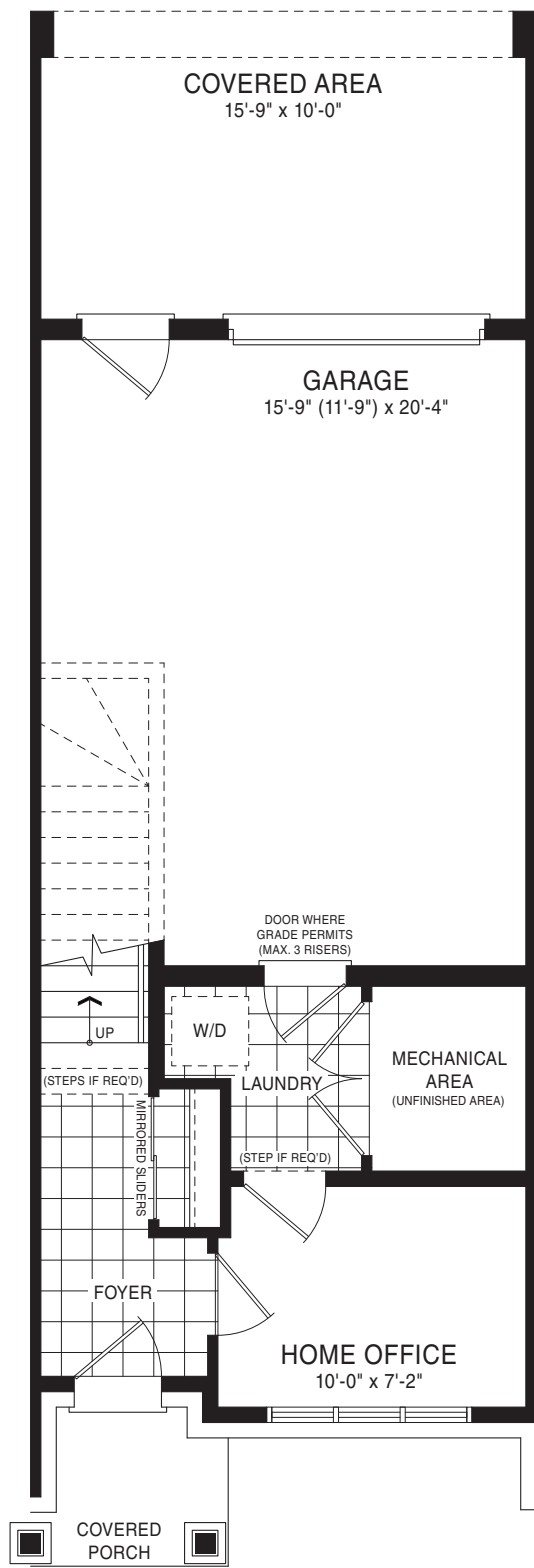 COVERED AREA
15'-9" x 10'-0"
GARAGE
15'-9" (11'-9") x 20'-4"
DOOR WHERE
GRADE PERMITS
(MAX. 3 RISERS)
UP
W/D
MECHANICAL
AREA
(UNFINISHED AREA)
(STEPS IF REQ'D)
LAUNDRY
MIRRORED SLIDERS
(STEP IF REQ'D)
FOYER
HOME OFFICE
10'-0" x 7'-2"
COVERED
PORCH